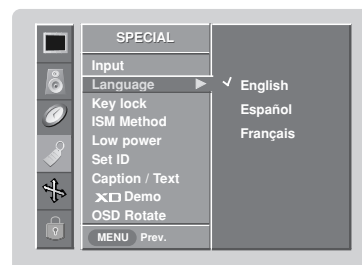 SPECIAL
Input
Language ▶ ✓ English
Key lock
ISM Method
Low power
Set ID
Caption / Text
XD Demo
OSD Rotate
MENU Prev.
Español
Français